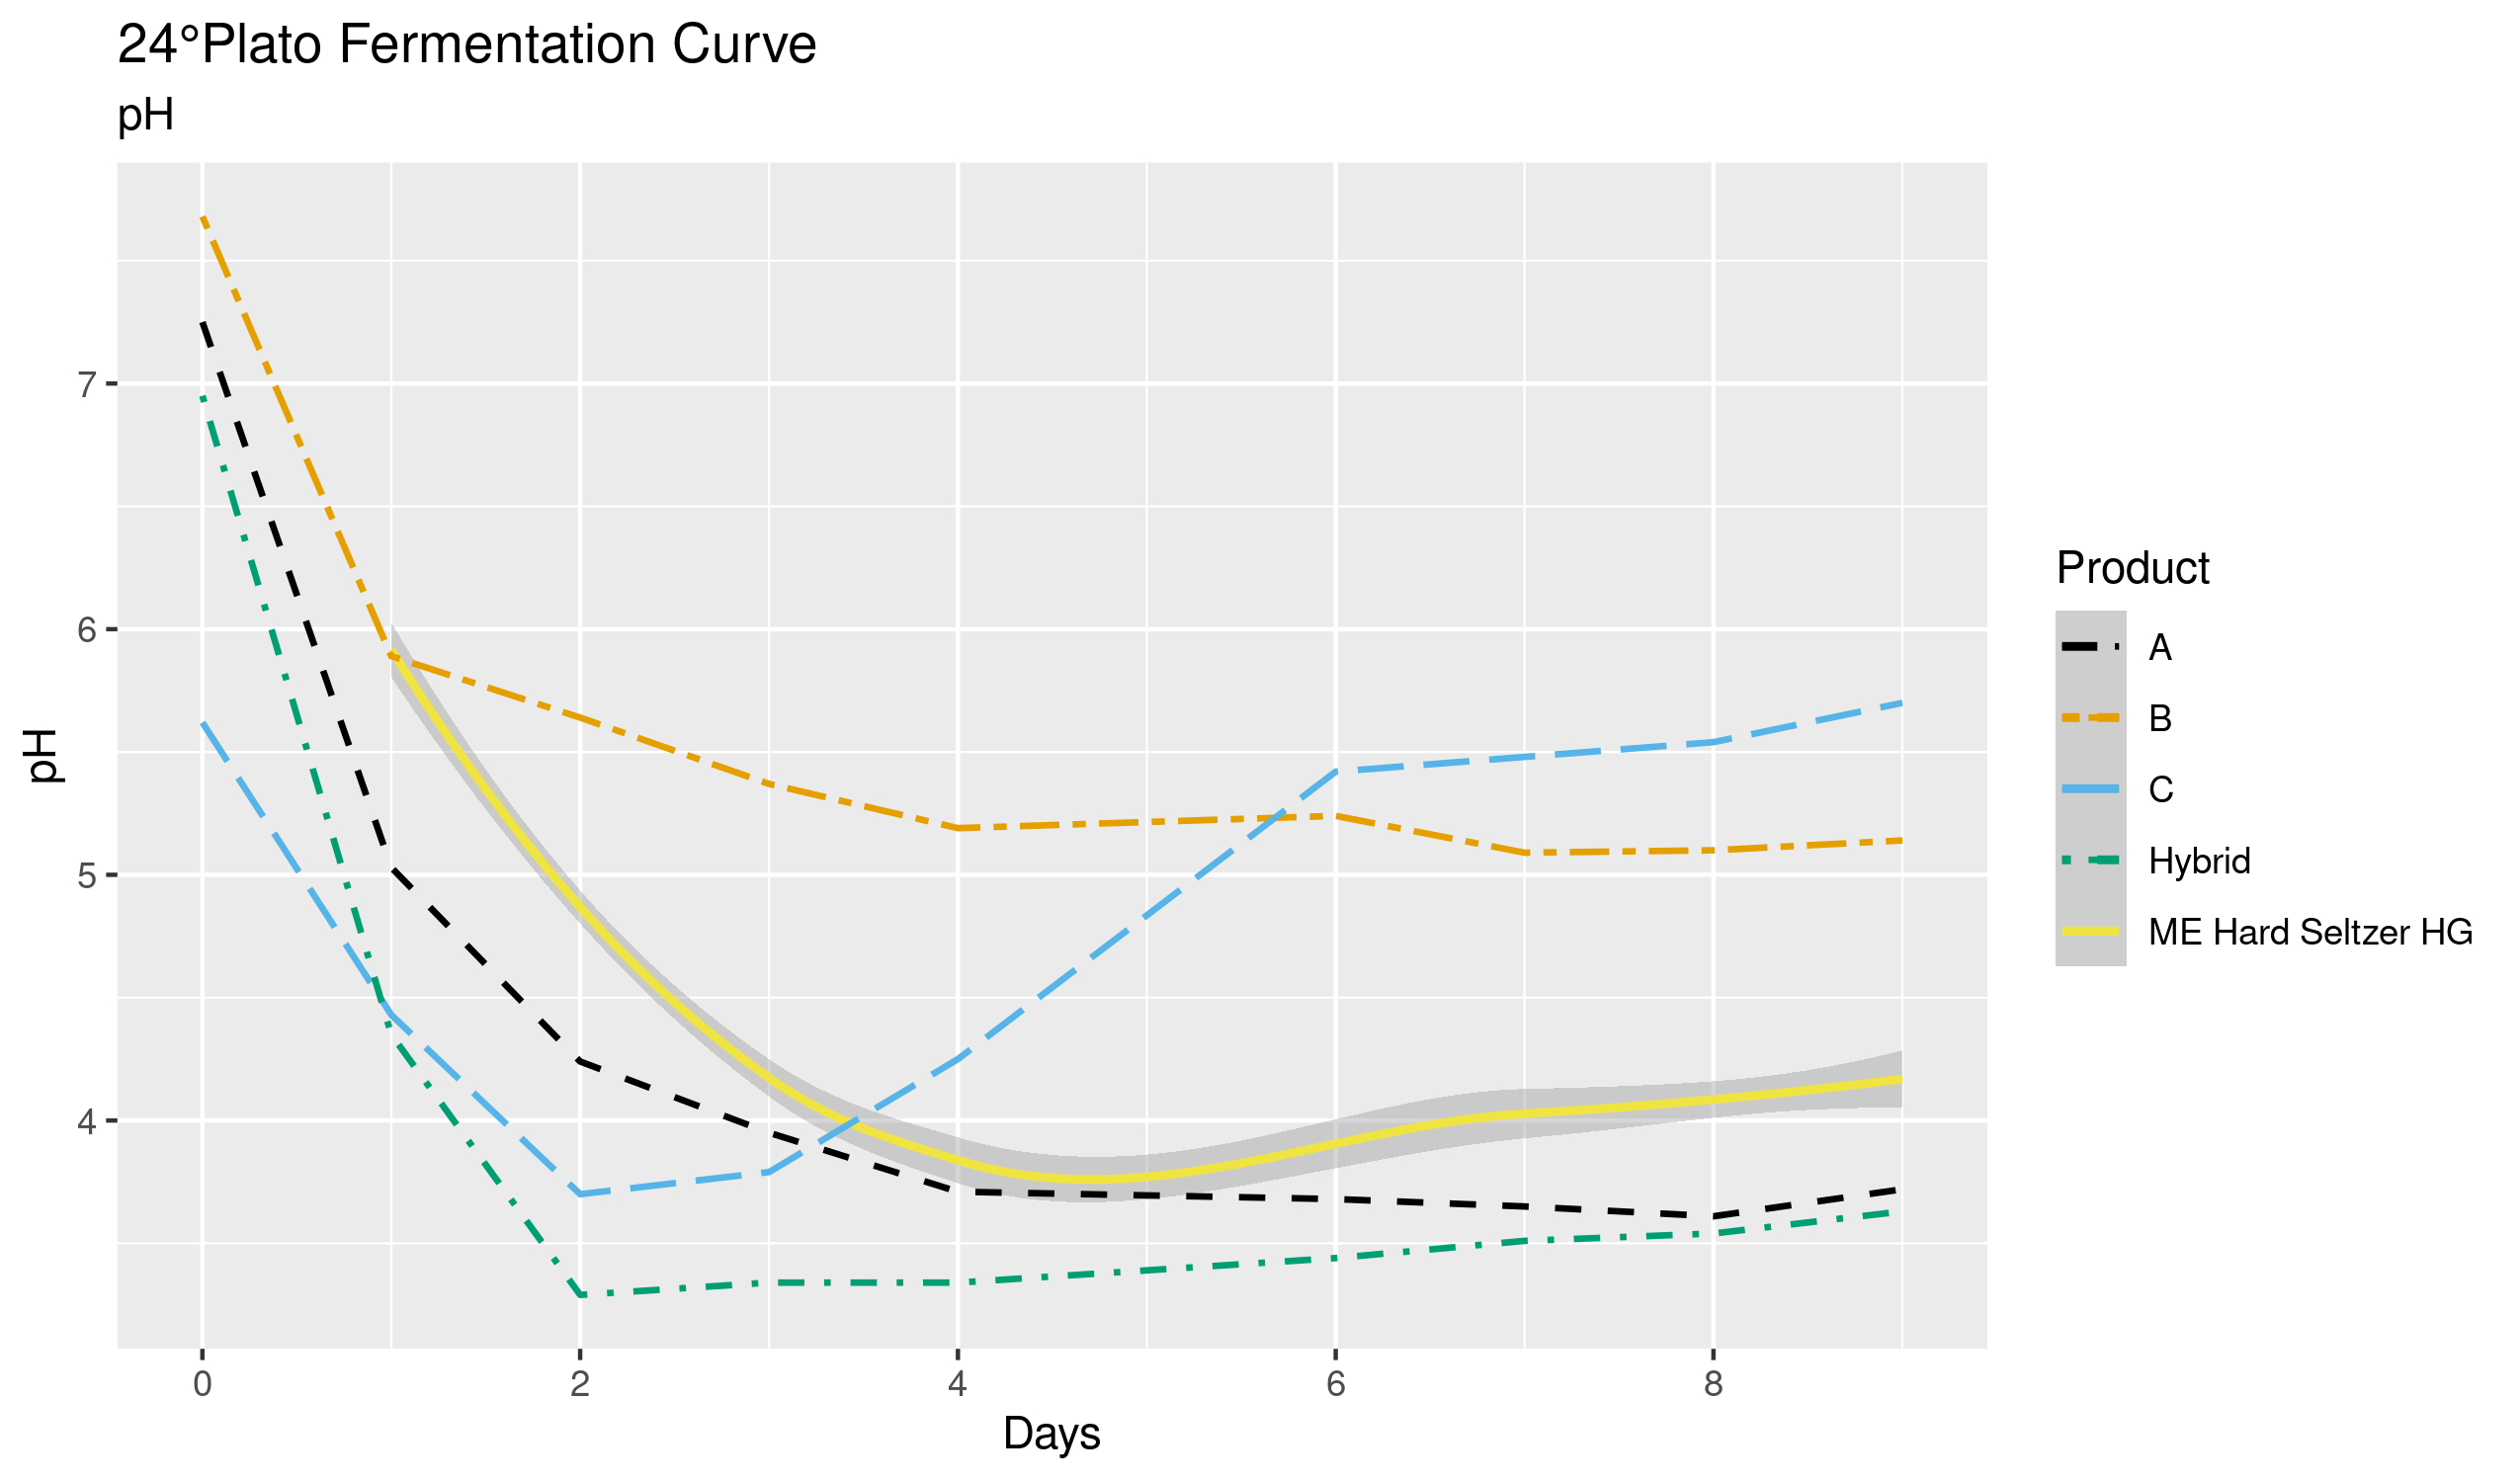 24°Plato Fermentation Curve
pH
pH
7
6
5
4
0
2
4
6
8
Days
Product
A
B
C
Hybrid
ME Hard Seltzer HG